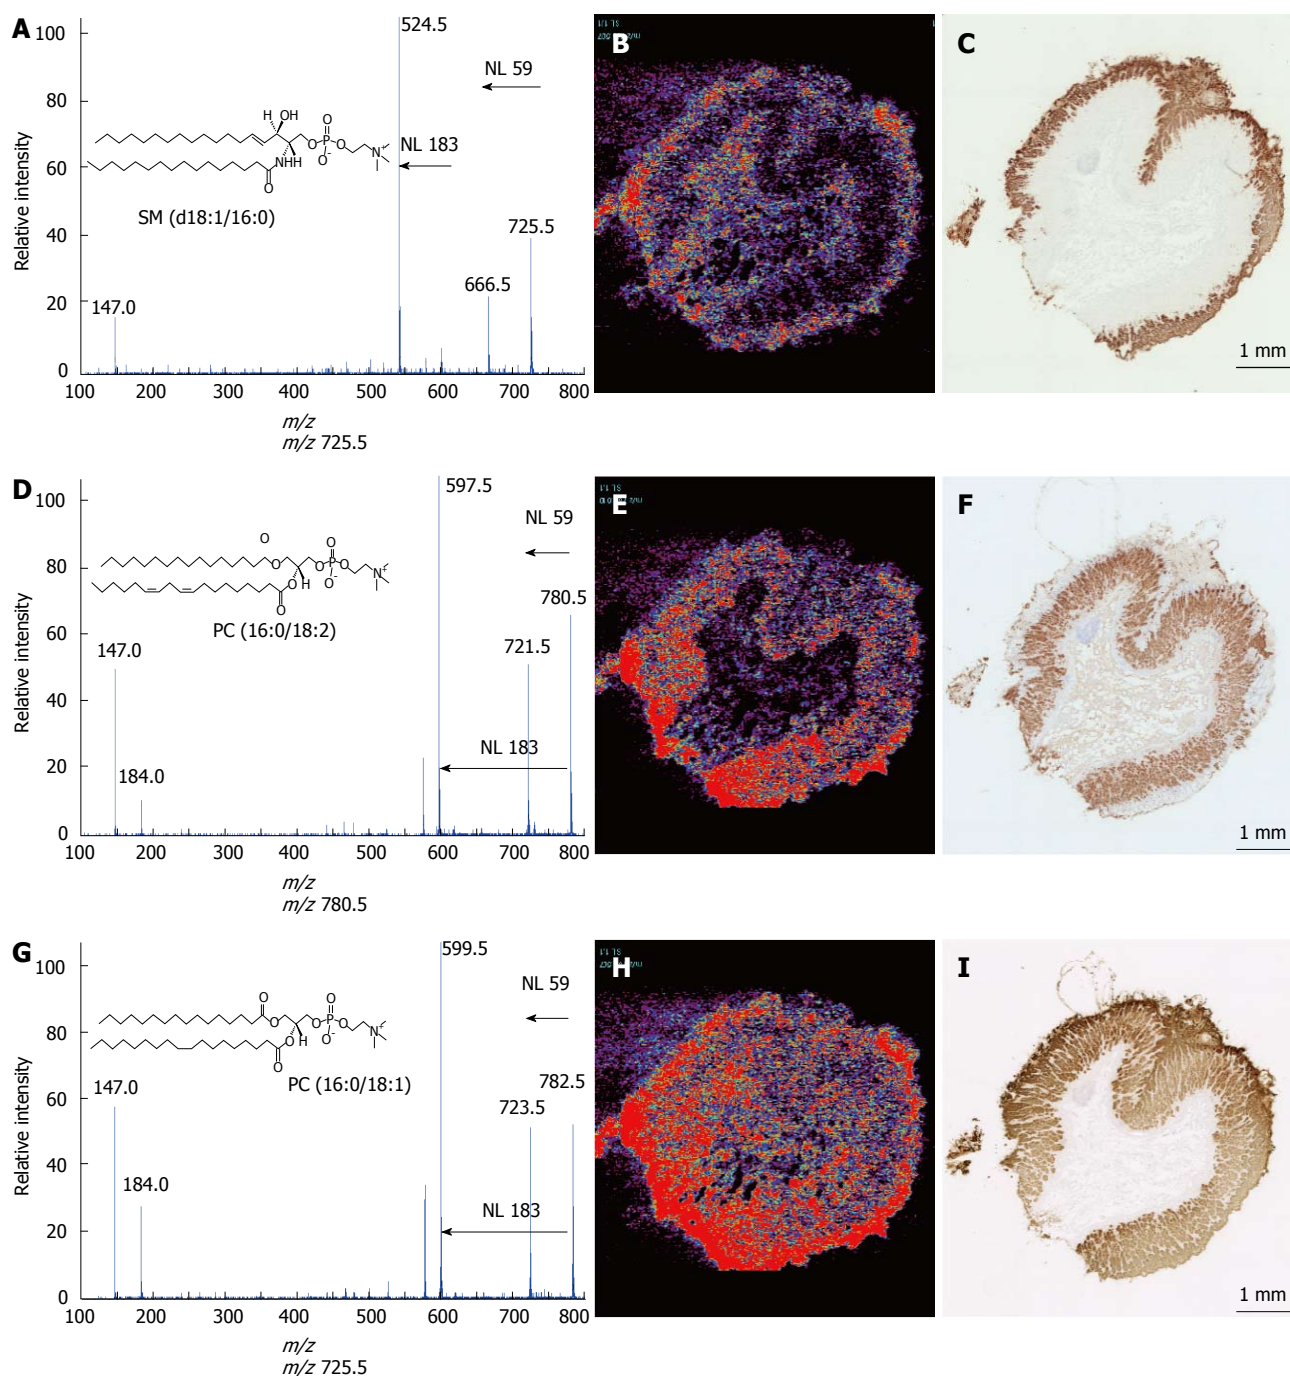 A
100
80
60
40
20
0
Relative intensity
524.5
NL 59
NL 183
725.5
666.5
147.0
H
OH
O
O
P
O
N
O-
NH
H
O
SM (d18:1/16:0)
100 200 300 400 500 600 700 800
m/z
m/z 725.5
B
C
1 mm
D
100
80
60
40
20
0
Relative intensity
597.5
NL 59
780.5
721.5
NL 183
147.0
184.0
O
O
O
O
P
O
N+
O-
O
H
O
PC (16:0/18:2)
100 200 300 400 500 600 700 800
m/z
m/z 780.5
E
F
1 mm
G
100
80
60
40
20
0
Relative intensity
599.5
NL 59
782.5
723.5
NL 183
147.0
184.0
O
O
O
O
P
O
N+
O-
O
H
O
PC (16:0/18:1)
100 200 300 400 500 600 700 800
m/z
m/z 725.5
H
I
1 mm